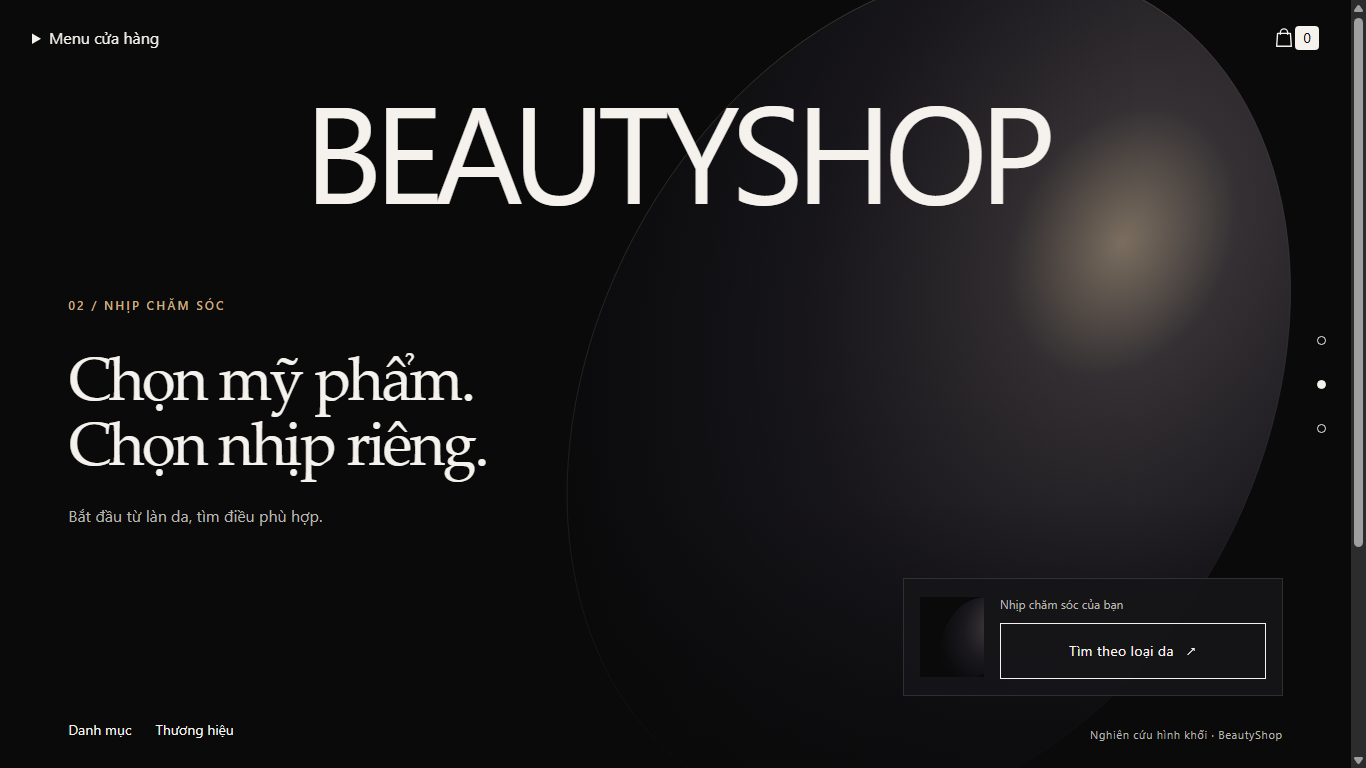 Menu cửa hàng
0
BEAUTYSHOP
02 / NHỊP CHĂM SÓC
Chọn mỹ phẩm.
Chọn nhịp riêng.
Bắt đầu từ làn da, tìm điều phù hợp.
Nhịp chăm sóc của bạn
Tìm theo loại da ↗
Danh mục Thương hiệu
Nghiên cứu hình khối · BeautyShop